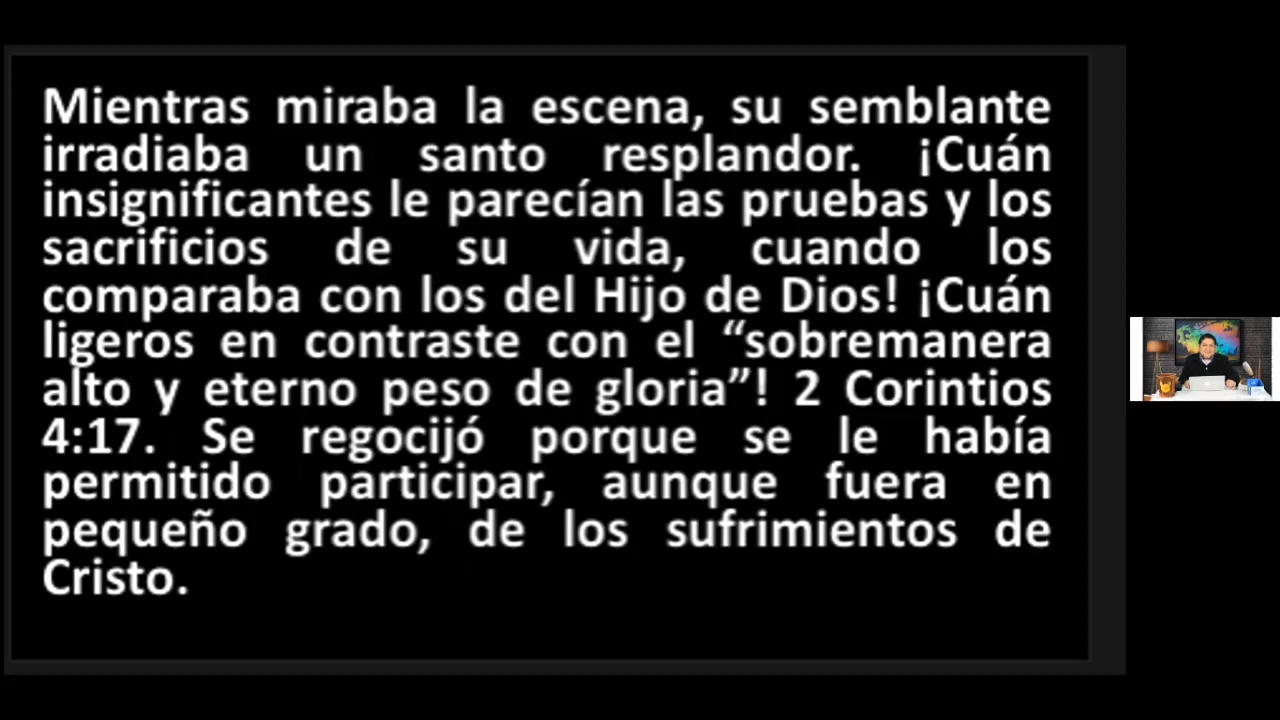 Mientras miraba la escena, su semblante
irradiaba un santo resplandor. ¡Cuán
insignificantes le parecían las pruebas y los
sacrificios de su vida, cuando los
comparaba con los del Hijo de Dios! ¡Cuán
ligeros en contraste con el “sobremanera
alto y eterno peso de gloria”! 2 Corintios
4:17. Se regocijó porque se le había
permitido participar, aunque fuera en
pequeño grado, de los sufrimientos de
Cristo.